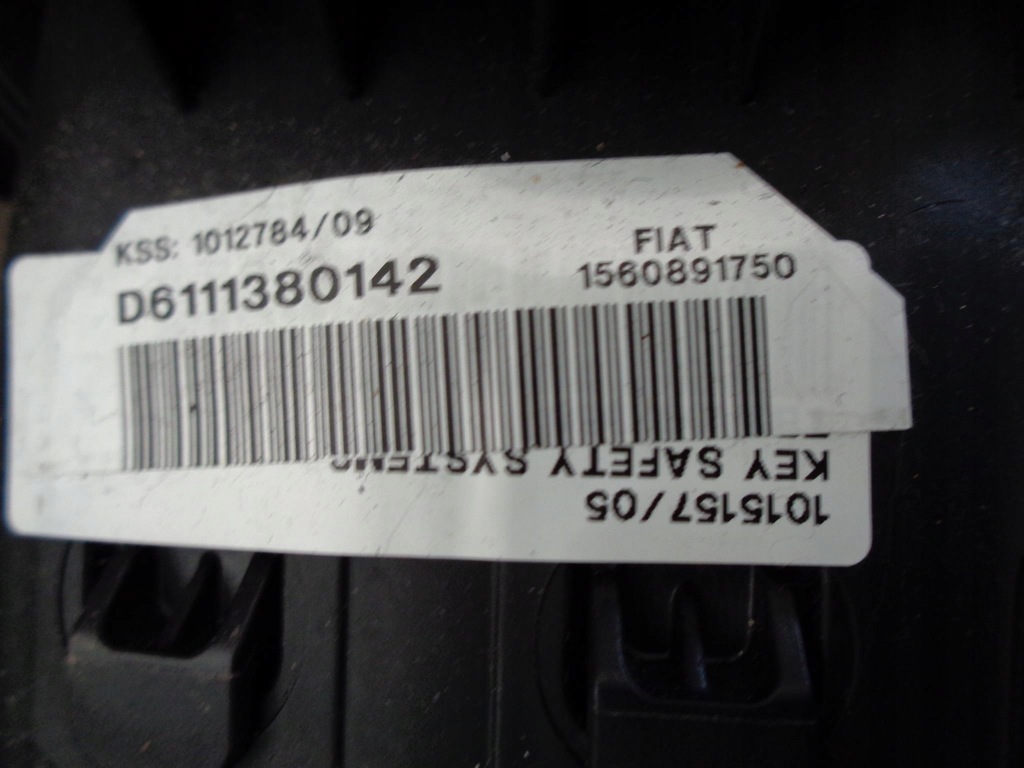 KSS: 1012784/09
D6111380142
FIAT
1560891750
1015157/05
KEY SAFETY SYSTEMS